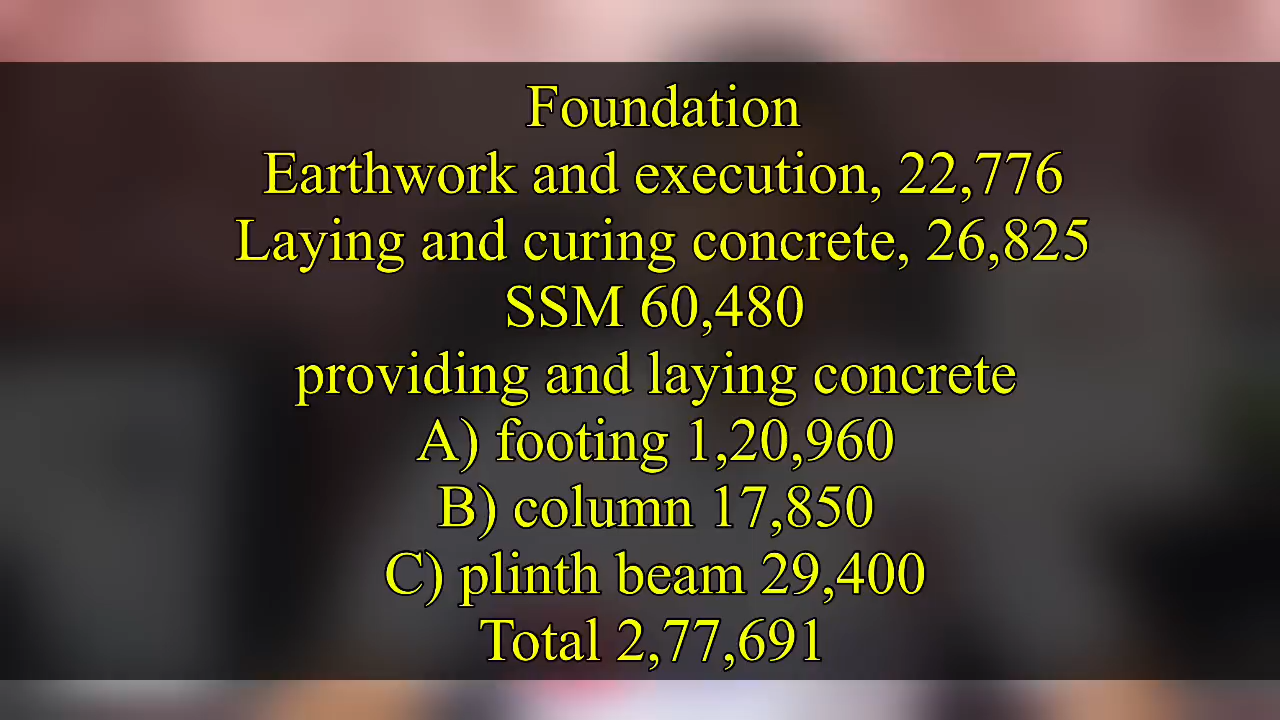 Foundation
Earthwork and execution, 22,776
Laying and curing concrete, 26,825
SSM 60,480
providing and laying concrete
A) footing 1,20,960
B) column 17,850
C) plinth beam 29,400
Total 2,77,691